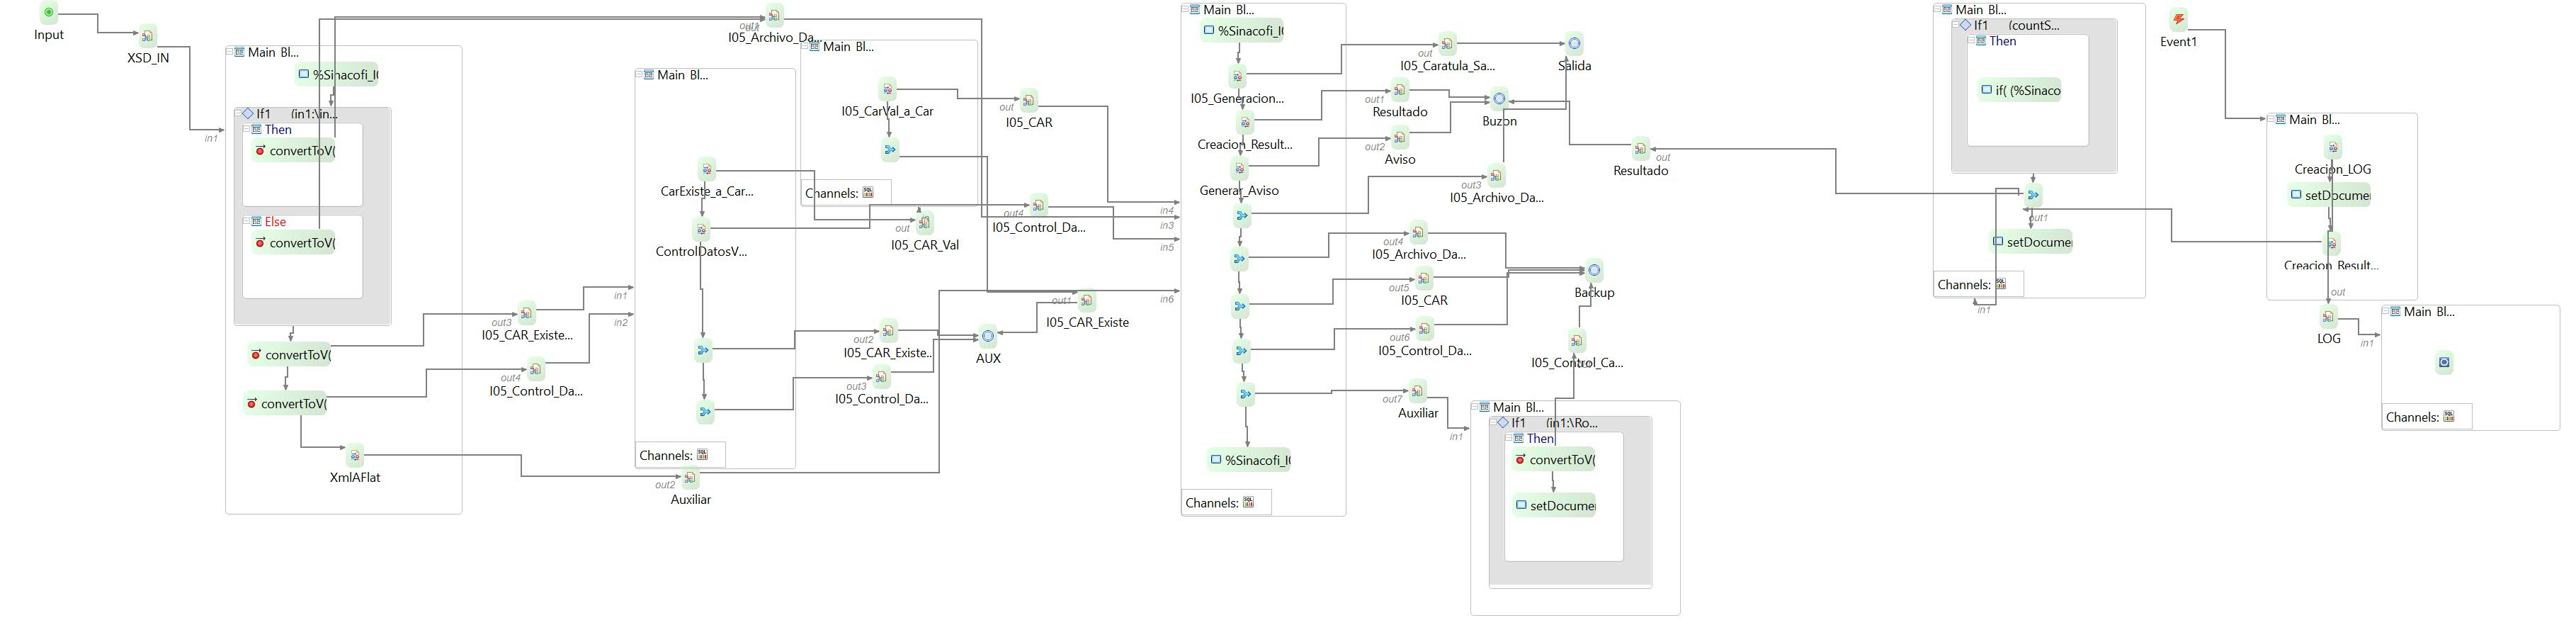 Input
XSD_IN
in1
Main Bl...
%Sinacofi_I(
If1 (in1:\in...
Then
convertToV(
Else
convertToV(
convertToV(
convertToV(
XmlAFlat
out3
I05_CAR_Existe...
out4
I05_Control_Da...
out1
I05_Archivo_Da...
in1
in2
Main Bl...
CarExiste_a_Car...
ControlDatosV...
Channels:
out2
Auxiliar
Main Bl...
I05_CarVal_a_Car
Channels:
out
I05_CAR_Val
out
I05_CAR
out4
I05_Control_Da...
out1
I05_CAR_Existe
out2
I05_CAR_Existe...
out3
I05_Control_Da...
AUX
in4
in3
in5
in6
Main Bl...
%Sinacofi_I(
I05_Generacion...
Creacion_Result...
Generar_Aviso
%Sinacofi_I(
Channels:
out
I05_Caratula_Sa...
Salida
out1
Resultado
Buzon
out2
Aviso
out3
I05_Archivo_Da...
out4
I05_Archivo_Da...
out5
I05_CAR
Backup
out6
I05_Control_Da...
I05_Control_Ca...
out7
Auxiliar
in1
Main Bl...
If1 (in1:\Ro...
Then
convertToV(
setDocume
out
Resultado
Main Bl...
If1 (countS...
Then
if( (%Sinaco
out1
setDocume
Channels:
in1
Event1
Main Bl...
Creacion_LOG
setDocume
Creacion_Result...
out
LOG
in1
Main Bl...
Channels: